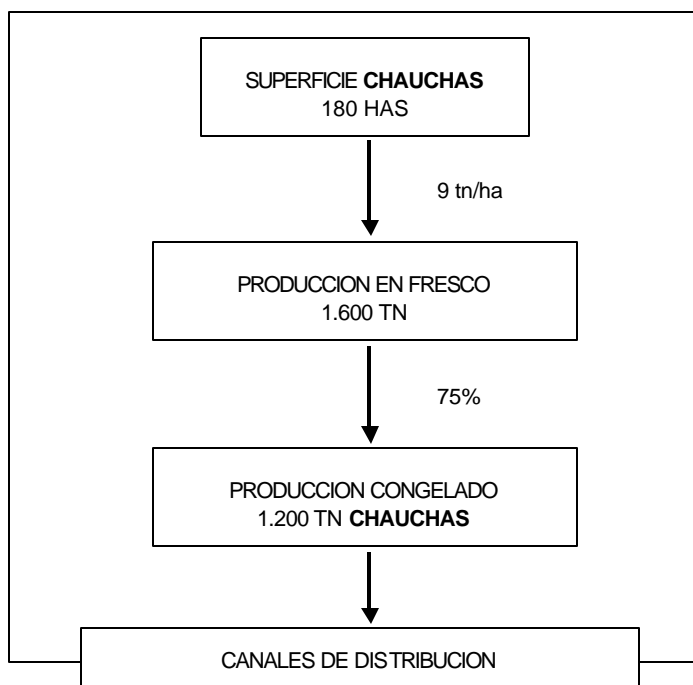 SUPERFICIE CHAUCHAS
180 HAS
9 tn/ha
PRODUCCION EN FRESCO
1.600 TN
75%
PRODUCCION CONGELADO
1.200 TN CHAUCHAS
CANALES DE DISTRIBUCION